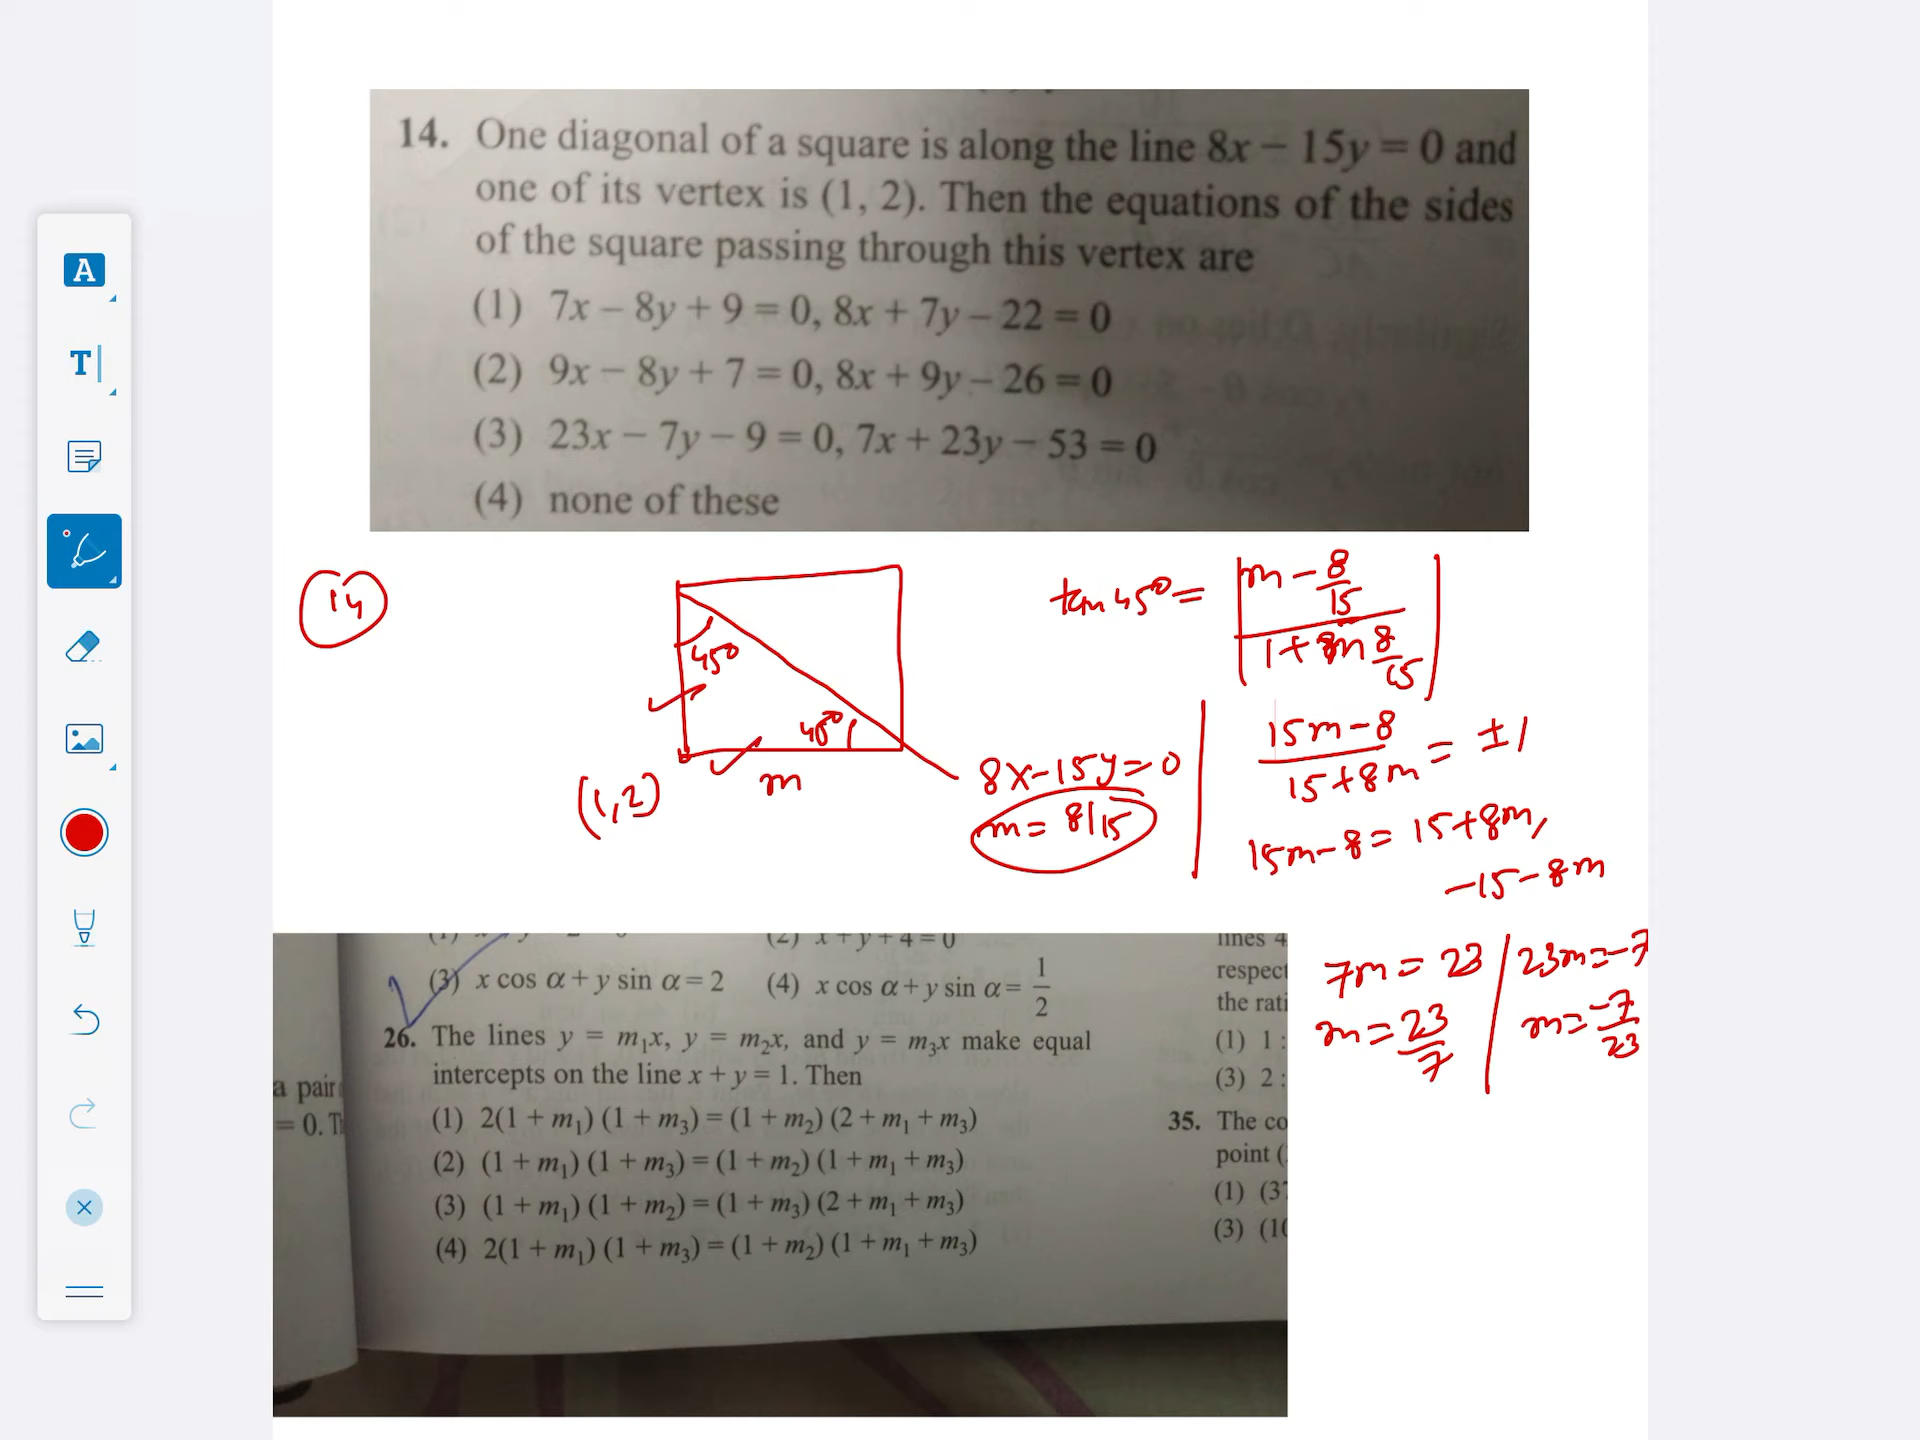 14. One diagonal of a square is along the line 8x − 15y = 0 and
one of its vertex is (1, 2). Then the equations of the sides
of the square passing through this vertex are
(1) 7x − 8y + 9 = 0, 8x + 7y − 22 = 0
(2) 9x − 8y + 7 = 0, 8x + 9y − 26 = 0
(3) 23x − 7y − 9 = 0, 7x + 23y − 53 = 0
(4) none of these
14
45°
45°
(1,2)
m
8x-15y=0
m = 8/15
tan 45° = |(m - 8/15)/(1+m 8/15)|
(15m-8)/(15+8m) = ±1
15m-8 = 15+8m,
-15-8m
7m = 23
m = 23/7
23m=-7
m = -7/23
(2) x + y + 4 = 0
(3) x cos α + y sin α = 2 (4) x cos α + y sin α = 1/2
26. The lines y = m₁x, y = m₂x, and y = m₃x make equal
intercepts on the line x + y = 1. Then
(1) 2(1 + m₁) (1 + m₃) = (1 + m₂) (2 + m₁ + m₃)
(2) (1 + m₁) (1 + m₃) = (1 + m₂) (1 + m₁ + m₃)
(3) (1 + m₁) (1 + m₂) = (1 + m₃) (2 + m₁ + m₃)
(4) 2(1 + m₁) (1 + m₃) = (1 + m₂) (1 + m₁ + m₃)
a pair
= 0. T
lines 4
respect
the rati
(1) 1 :
(3) 2 :
35. The co
point (
(1) (37
(3) (10
A
T